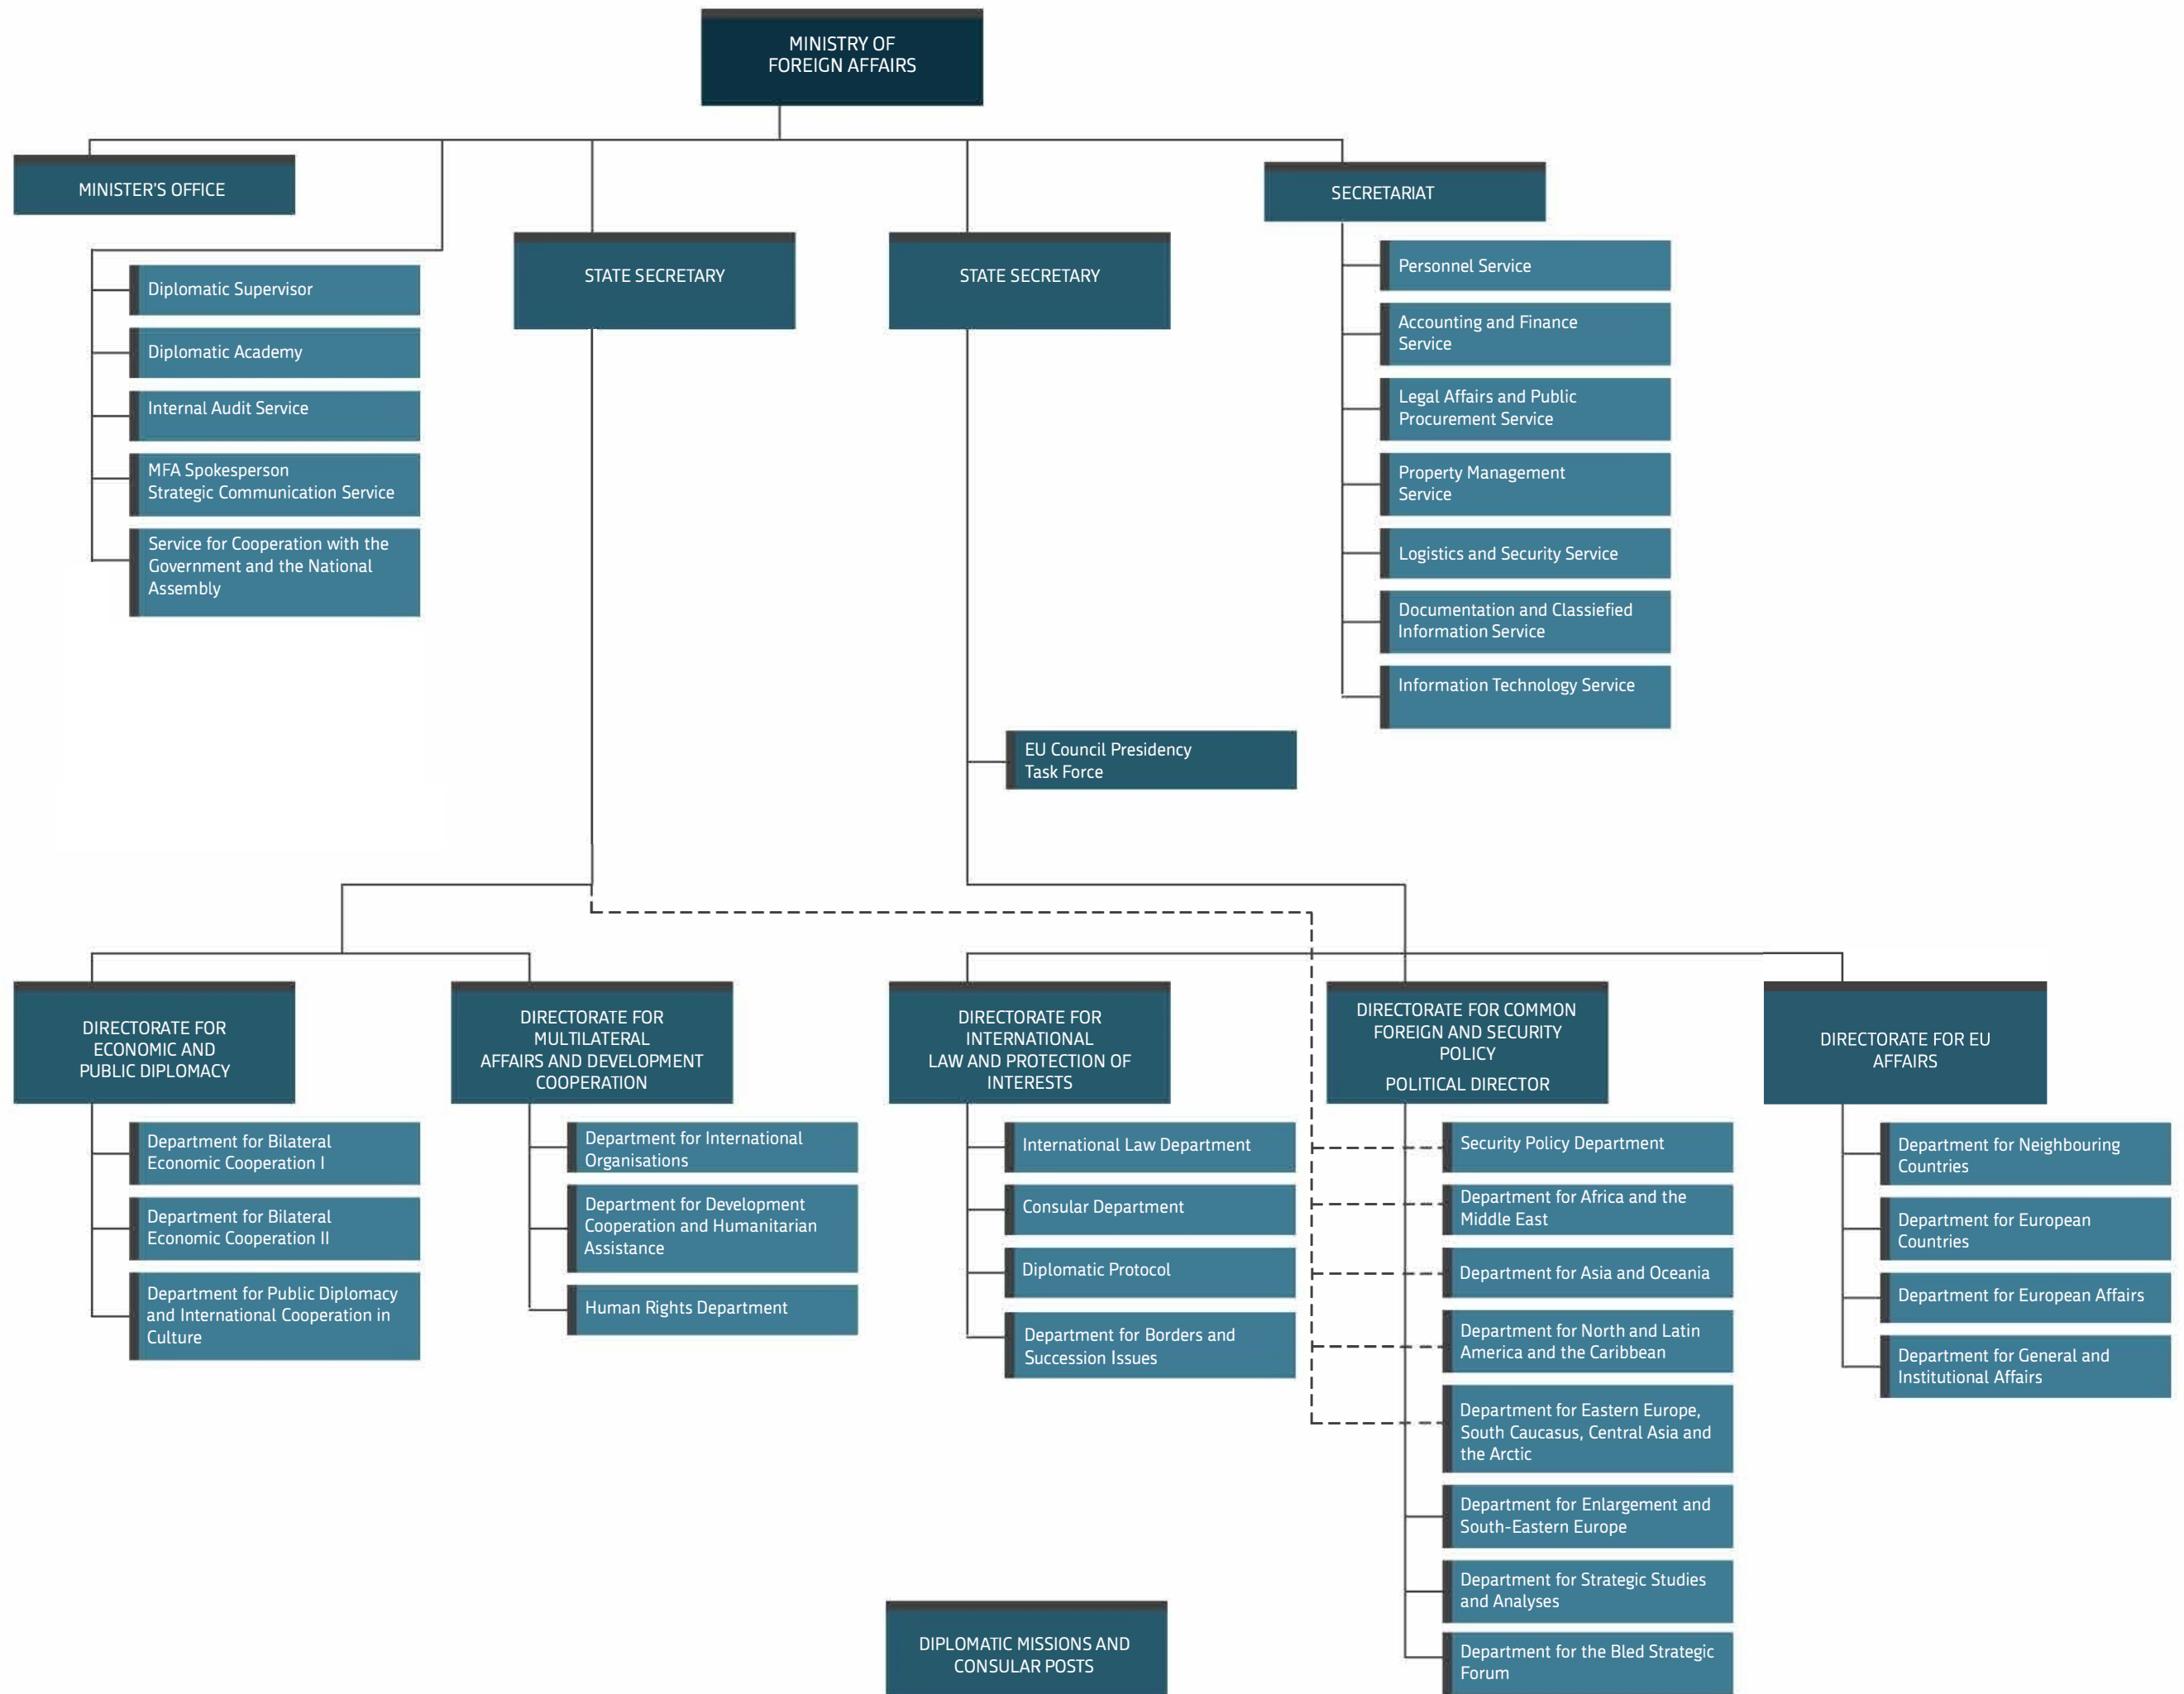 MINISTRY OF
FOREIGN AFFAIRS
MINISTER'S OFFICE
Diplomatic Supervisor
Diplomatic Academy
Internal Audit Service
MFA Spokesperson
Strategic Communication Service
Service for Cooperation with the
Government and the National
Assembly
STATE SECRETARY
STATE SECRETARY
EU Council Presidency
Task Force
SECRETARIAT
Personnel Service
Accounting and Finance
Service
Legal Affairs and Public
Procurement Service
Property Management
Service
Logistics and Security Service
Documentation and Classiefied
Information Service
Information Technology Service
DIRECTORATE FOR
ECONOMIC AND
PUBLIC DIPLOMACY
Department for Bilateral
Economic Cooperation I
Department for Bilateral
Economic Cooperation II
Department for Public Diplomacy
and International Cooperation in
Culture
DIRECTORATE FOR
MULTILATERAL
AFFAIRS AND DEVELOPMENT
COOPERATION
Department for International
Organisations
Department for Development
Cooperation and Humanitarian
Assistance
Human Rights Department
DIRECTORATE FOR
INTERNATIONAL
LAW AND PROTECTION OF
INTERESTS
International Law Department
Consular Department
Diplomatic Protocol
Department for Borders and
Succession Issues
DIRECTORATE FOR COMMON
FOREIGN AND SECURITY
POLICY
POLITICAL DIRECTOR
Security Policy Department
Department for Africa and the
Middle East
Department for Asia and Oceania
Department for North and Latin
America and the Caribbean
Department for Eastern Europe,
South Caucasus, Central Asia and
the Arctic
Department for Enlargement and
South-Eastern Europe
Department for Strategic Studies
and Analyses
Department for the Bled Strategic
Forum
DIRECTORATE FOR EU
AFFAIRS
Department for Neighbouring
Countries
Department for European
Countries
Department for European Affairs
Department for General and
Institutional Affairs
DIPLOMATIC MISSIONS AND
CONSULAR POSTS